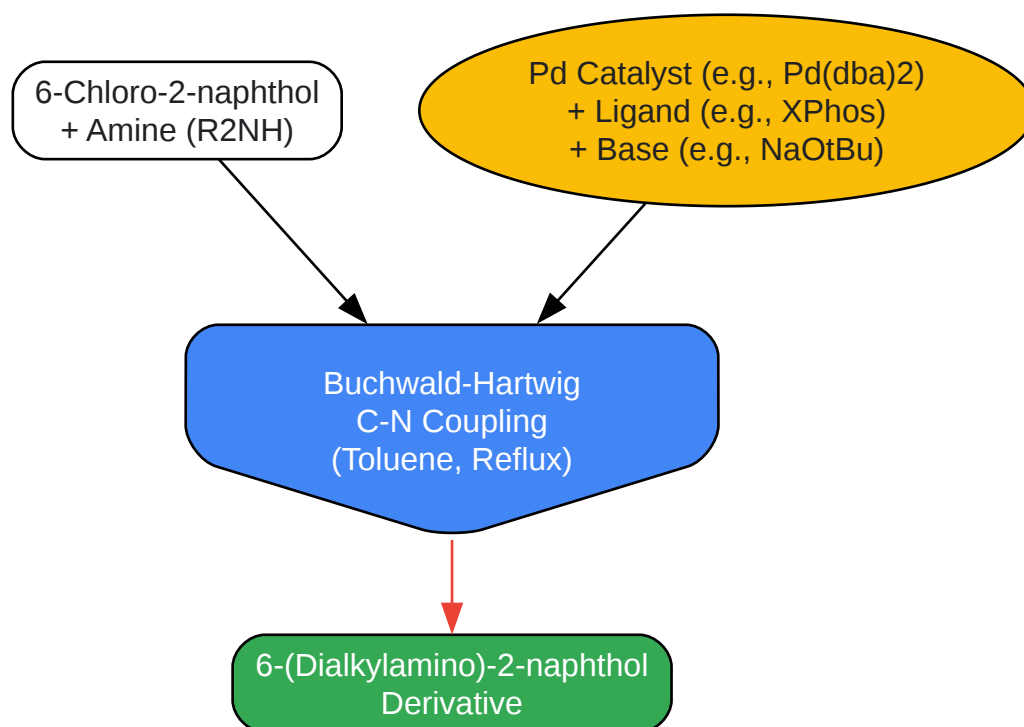 6-Chloro-2-naphthol
+ Amine (R2NH)
Pd Catalyst (e.g., Pd(dba)2)
+ Ligand (e.g., XPhos)
+ Base (e.g., NaOtBu)
Buchwald-Hartwig
C-N Coupling
(Toluene, Reflux)
6-(Dialkylamino)-2-naphthol
Derivative